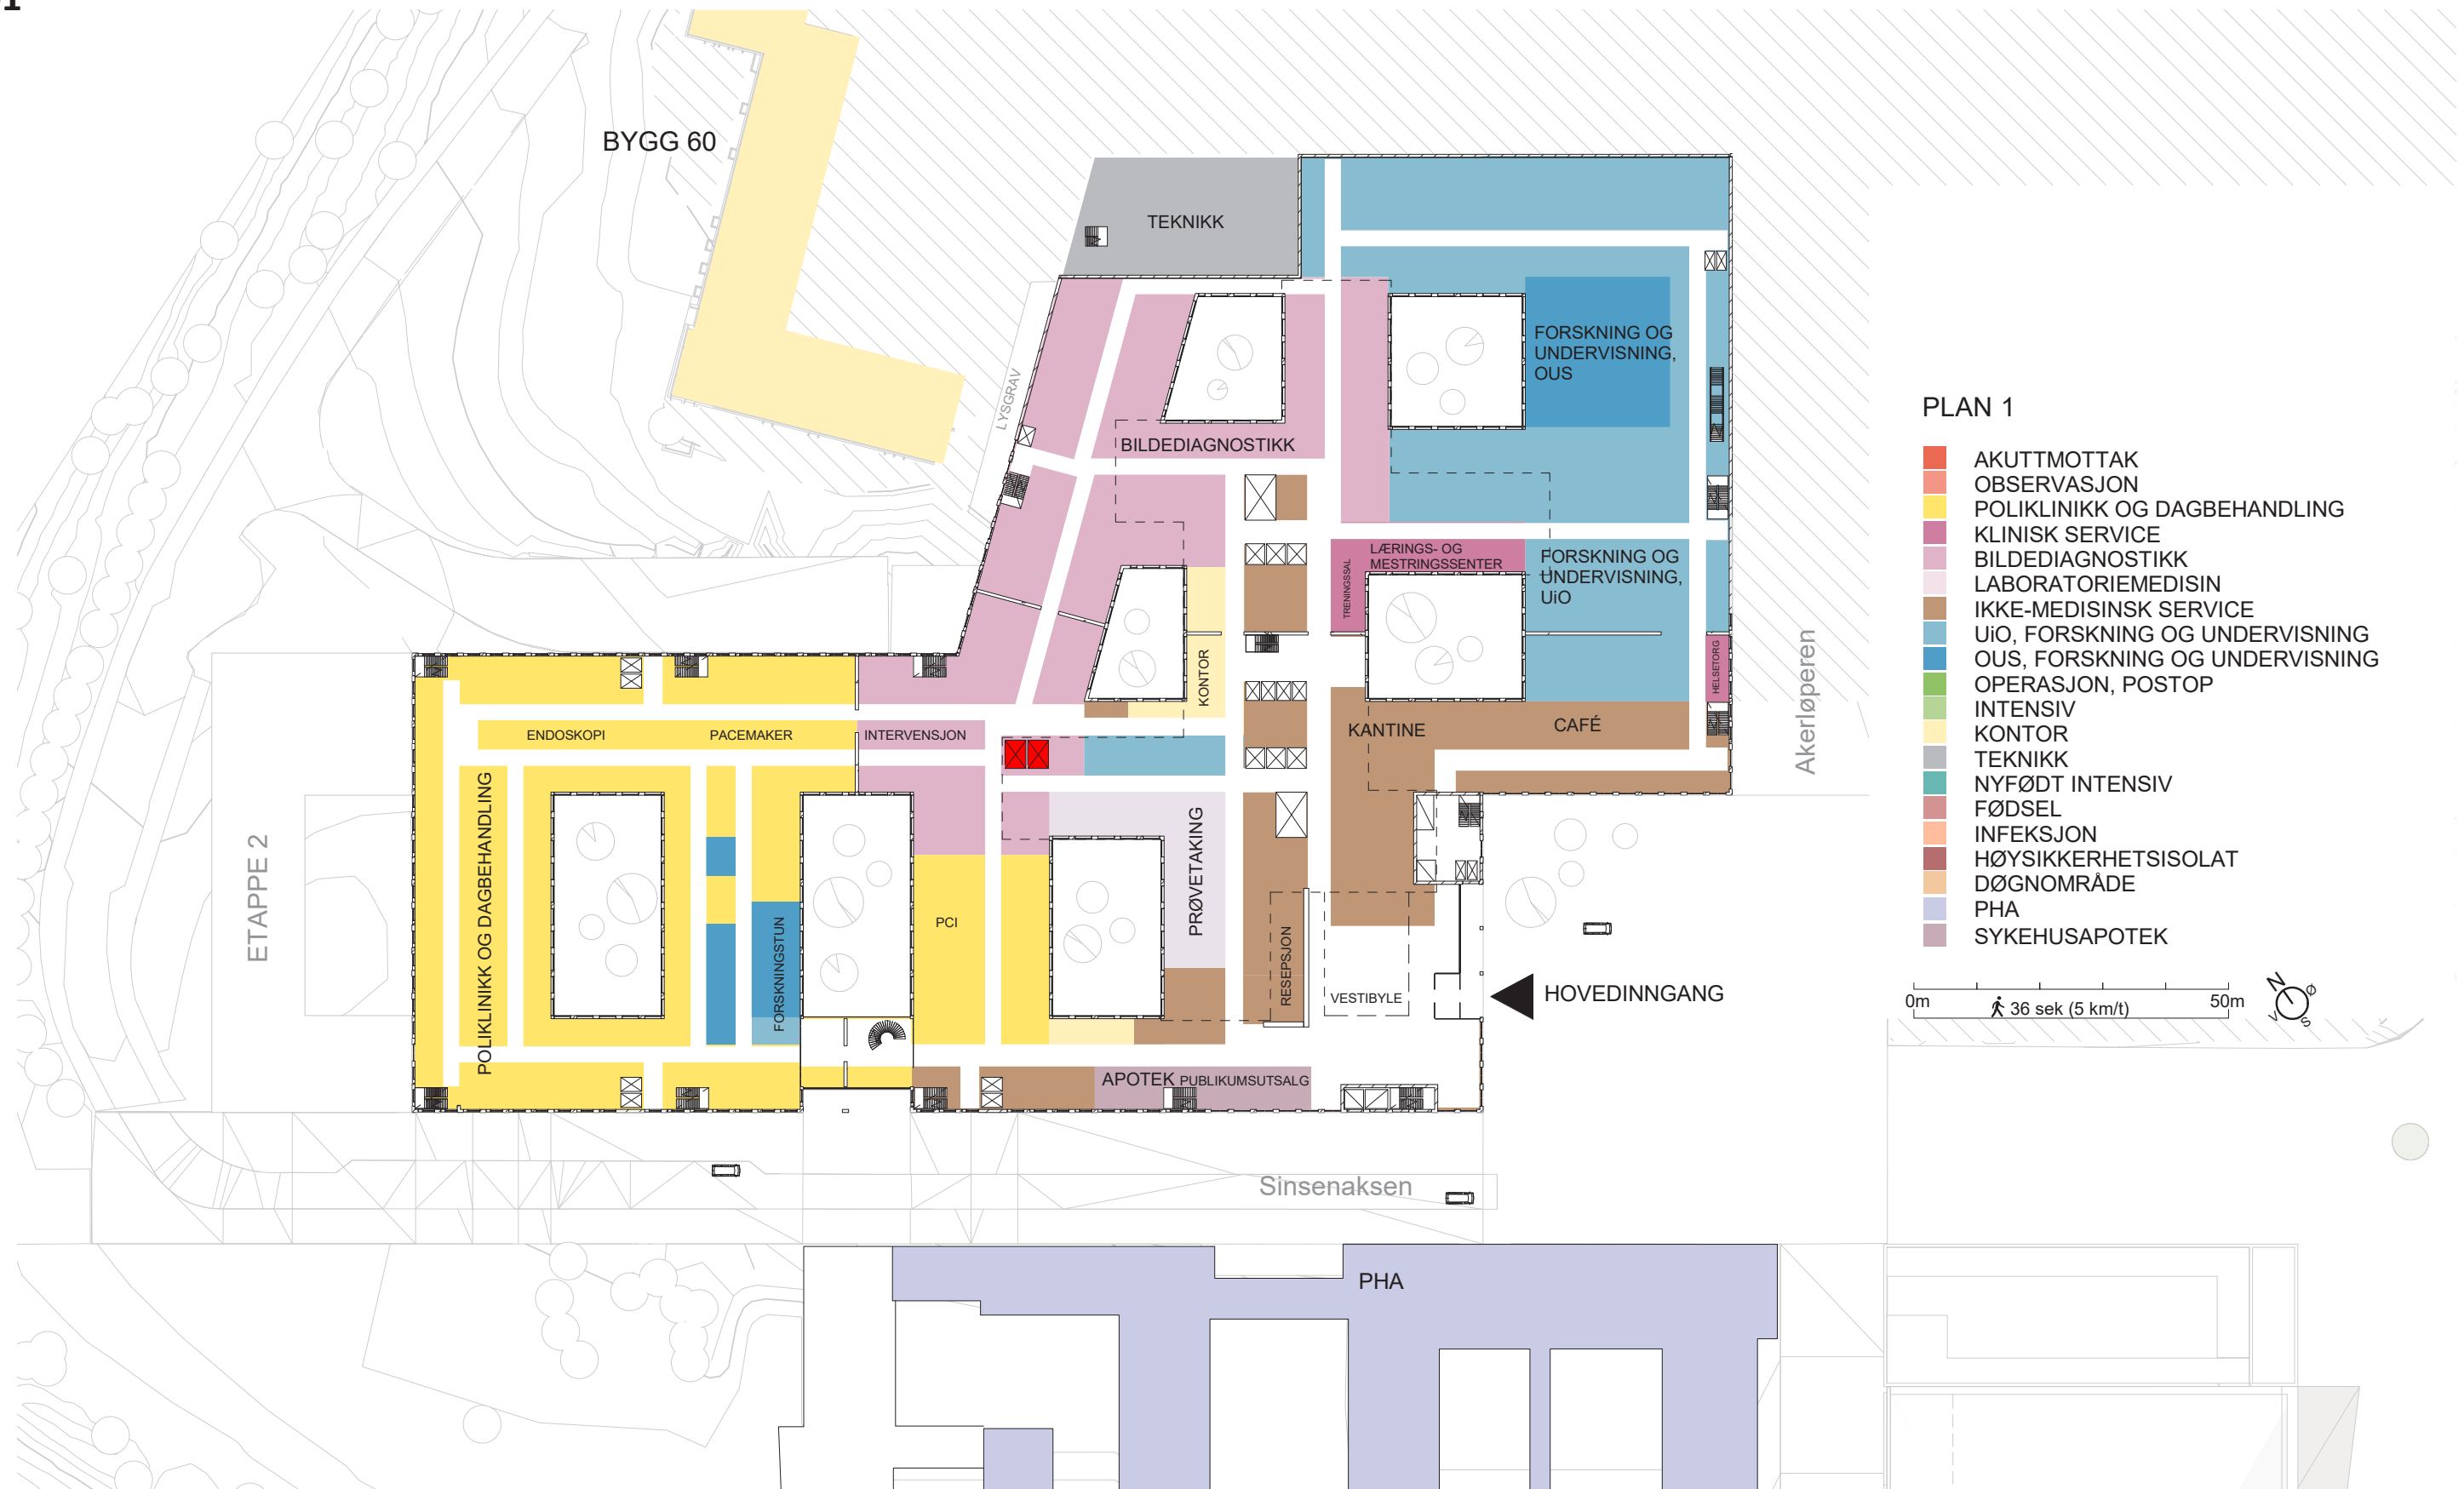 BYGG 60
TEKNIKK
LYSGRAV
BILDEDIAGNOSTIKK
FORSKNING OG
UNDERVISNING,
OUS
LÆRINGS- OG
MESTRINGSSENTER
TRENINGSSAL
FORSKNING OG
UNDERVISNING,
UiO
KONTOR
HELSETORG
Akerløperen
KANTINE
CAFÉ
ENDOSKOPI
PACEMAKER
INTERVENSJON
ETAPPE 2
POLIKLINIKK OG DAGBEHANDLING
FORSKNINGSTUN
PCI
PRØVETAKING
RESEPSJON
VESTIBYLE
HOVEDINNGANG
APOTEK PUBLIKUMSUTSALG
Sinsenaksen
PHA
PLAN 1
AKUTTMOTTAK
OBSERVASJON
POLIKLINIKK OG DAGBEHANDLING
KLINISK SERVICE
BILDEDIAGNOSTIKK
LABORATORIEMEDISIN
IKKE-MEDISINSK SERVICE
UiO, FORSKNING OG UNDERVISNING
OUS, FORSKNING OG UNDERVISNING
OPERASJON, POSTOP
INTENSIV
KONTOR
TEKNIKK
NYFØDT INTENSIV
FØDSEL
INFEKSJON
HØYSIKKERHETSISOLAT
DØGNOMRÅDE
PHA
SYKEHUSAPOTEK
0m
36 sek (5 km/t)
50m
N
Ø
V
S